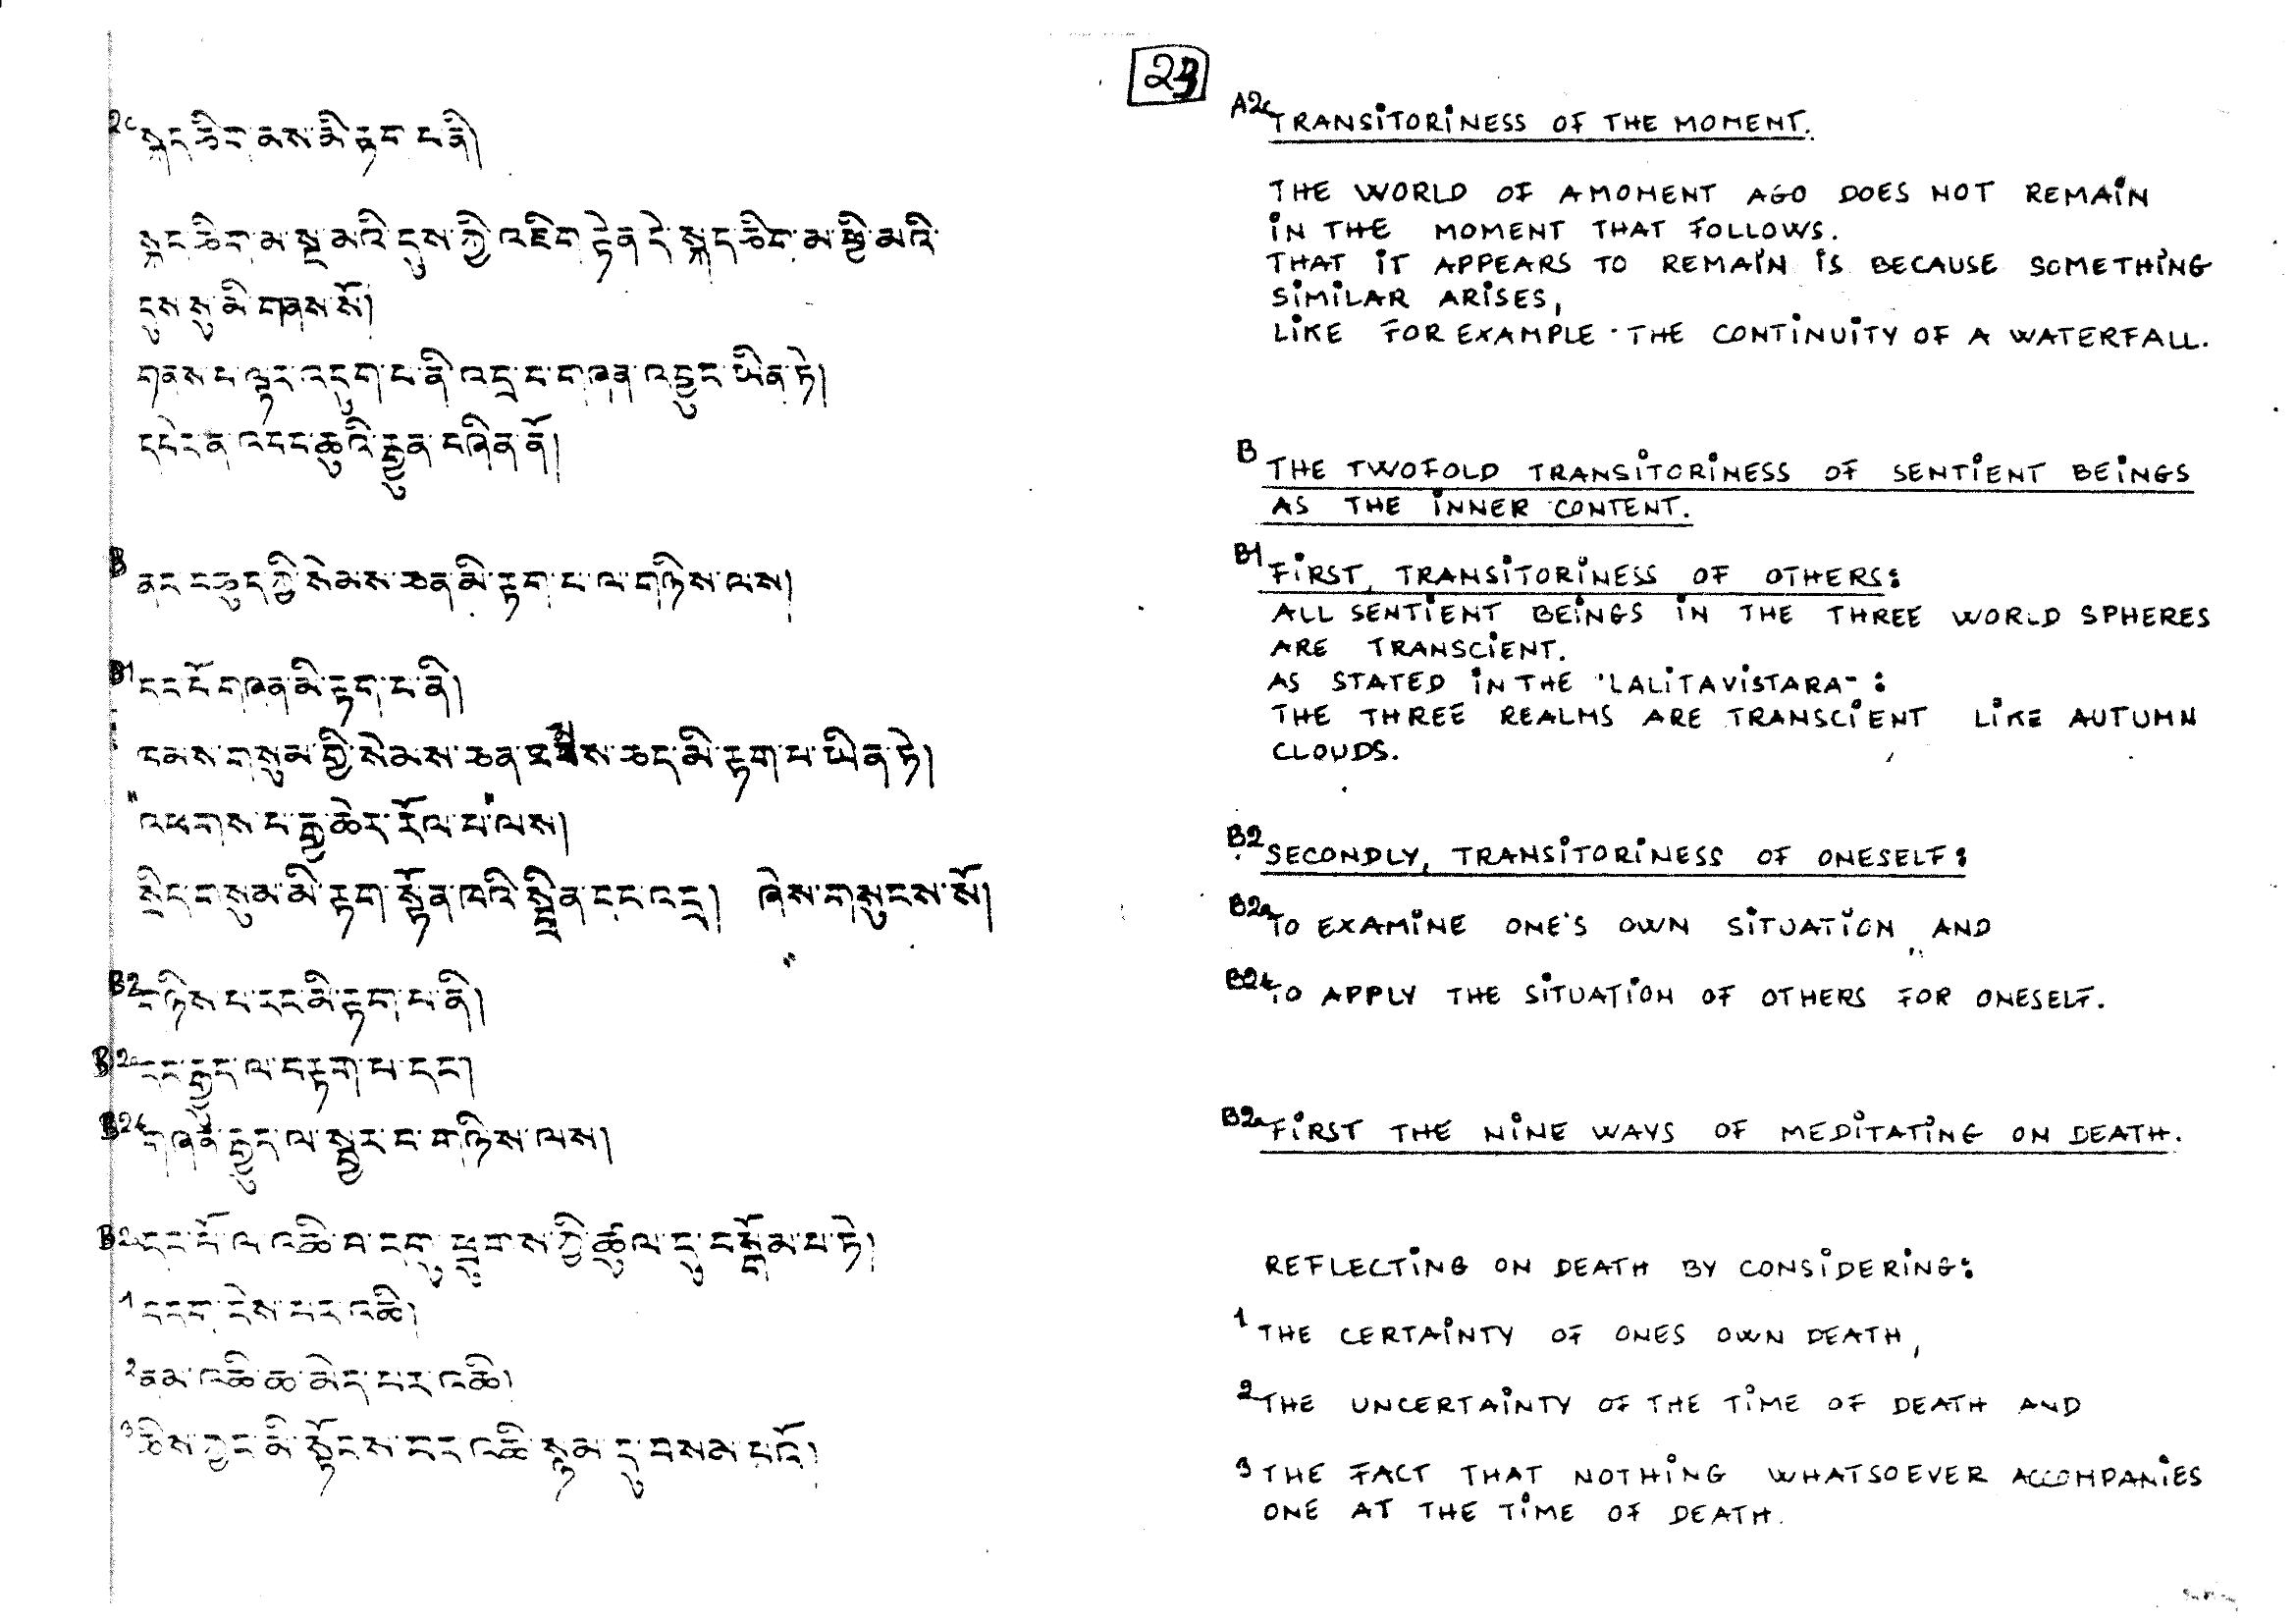 23
2c སྐད་ཅིག་མས་མི་རྟག་པ་ནི།
སྐད་ཅིག་མ་སྔ་མའི་དུས་ཀྱི་འཇིག་རྟེན་དེ་སྐད་ཅིག་མ་ཕྱི་མའི་
དུས་སུ་མི་གནས་སོ།
གནས་པ་ལྟར་འདུག་པ་ནི་འདྲ་བ་གཞན་འབྱུང་ཡིན་ཏེ།
དཔེར་ན་འབབ་ཆུའི་རྒྱུན་བཞིན་ནོ།
B ནང་བཅུད་ཀྱི་སེམས་ཅན་མི་རྟག་པ་ལ་གཉིས་ལས།
B1 དང་པོ་གཞན་མི་རྟག་པ་ནི།
ཁམས་གསུམ་གྱི་སེམས་ཅན་ཐམས་ཅད་མི་རྟག་པ་ཡིན་ཏེ།
"འཕགས་པ་རྒྱ་ཆེར་རོལ་པ"་ལས།
སྲིད་གསུམ་མི་རྟག་སྟོན་ཁའི་སྤྲིན་དང་འདྲ། ཞེས་གསུངས་སོ།
B2 གཉིས་པ་རང་མི་རྟག་པ་ནི།
B2a རང་རྒྱུད་ལ་བརྟག་པ་དང་།
B2b གཞན་རྒྱུད་ལ་སྦྱར་བ་གཉིས་ལས།
B2a དང་པོ་ལ་འཆི་བ་དགུ་ཕྲུགས་ཀྱི་ཚུལ་དུ་བསྒོམ་པ་ཏེ།
1 བདག་ངེས་པར་འཆི།
2 ནམ་འཆི་ཆ་མེད་པར་འཆི།
3 ཅིས་ཀྱང་མི་སྟོངས་པར་འཆི་སྙམ་དུ་བསམ་པའོ།
A2c TRANSITORINESS OF THE MOMENT.
THE WORLD OF A MOMENT AGO DOES NOT REMAIN
IN THE MOMENT THAT FOLLOWS.
THAT IT APPEARS TO REMAIN IS BECAUSE SOMETHING
SIMILAR ARISES,
LIKE FOR EXAMPLE THE CONTINUITY OF A WATERFALL.
B THE TWOFOLD TRANSITORINESS OF SENTIENT BEINGS
AS THE INNER CONTENT.
B1 FIRST, TRANSITORINESS OF OTHERS:
ALL SENTIENT BEINGS IN THE THREE WORLD SPHERES
ARE TRANSCIENT.
AS STATED IN THE "LALITAVISTARA":
THE THREE REALMS ARE TRANSCIENT LIKE AUTUMN
CLOUDS.
B2 SECONDLY, TRANSITORINESS OF ONESELF:
B2a TO EXAMINE ONE'S OWN SITUATION, AND
B2b TO APPLY THE SITUATION OF OTHERS FOR ONESELF.
B2a FIRST THE NINE WAYS OF MEDITATING ON DEATH.
REFLECTING ON DEATH BY CONSIDERING:
1 THE CERTAINTY OF ONES OWN DEATH,
2 THE UNCERTAINTY OF THE TIME OF DEATH AND
3 THE FACT THAT NOTHING WHATSOEVER ACCOMPANIES
ONE AT THE TIME OF DEATH.